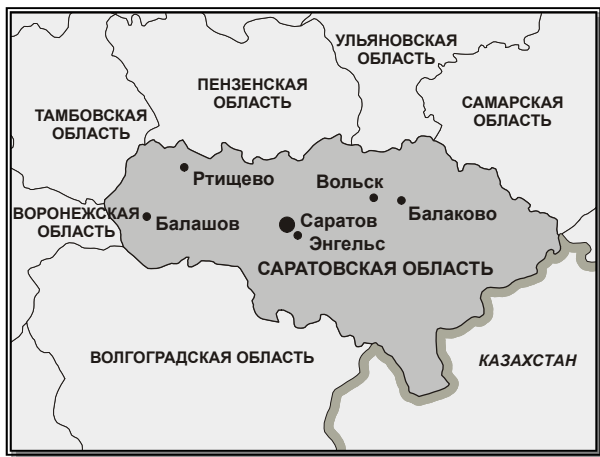 УЛЬЯНОВСКАЯ
ОБЛАСТЬ
ПЕНЗЕНСКАЯ
ОБЛАСТЬ
САМАРСКАЯ
ОБЛАСТЬ
ТАМБОВСКАЯ
ОБЛАСТЬ
Ртищево
Вольск
Балаково
ВОРОНЕЖСКАЯ
ОБЛАСТЬ
Балашов
Саратов
Энгельс
САРАТОВСКАЯ ОБЛАСТЬ
ВОЛГОГРАДСКАЯ ОБЛАСТЬ
КАЗАХСТАН